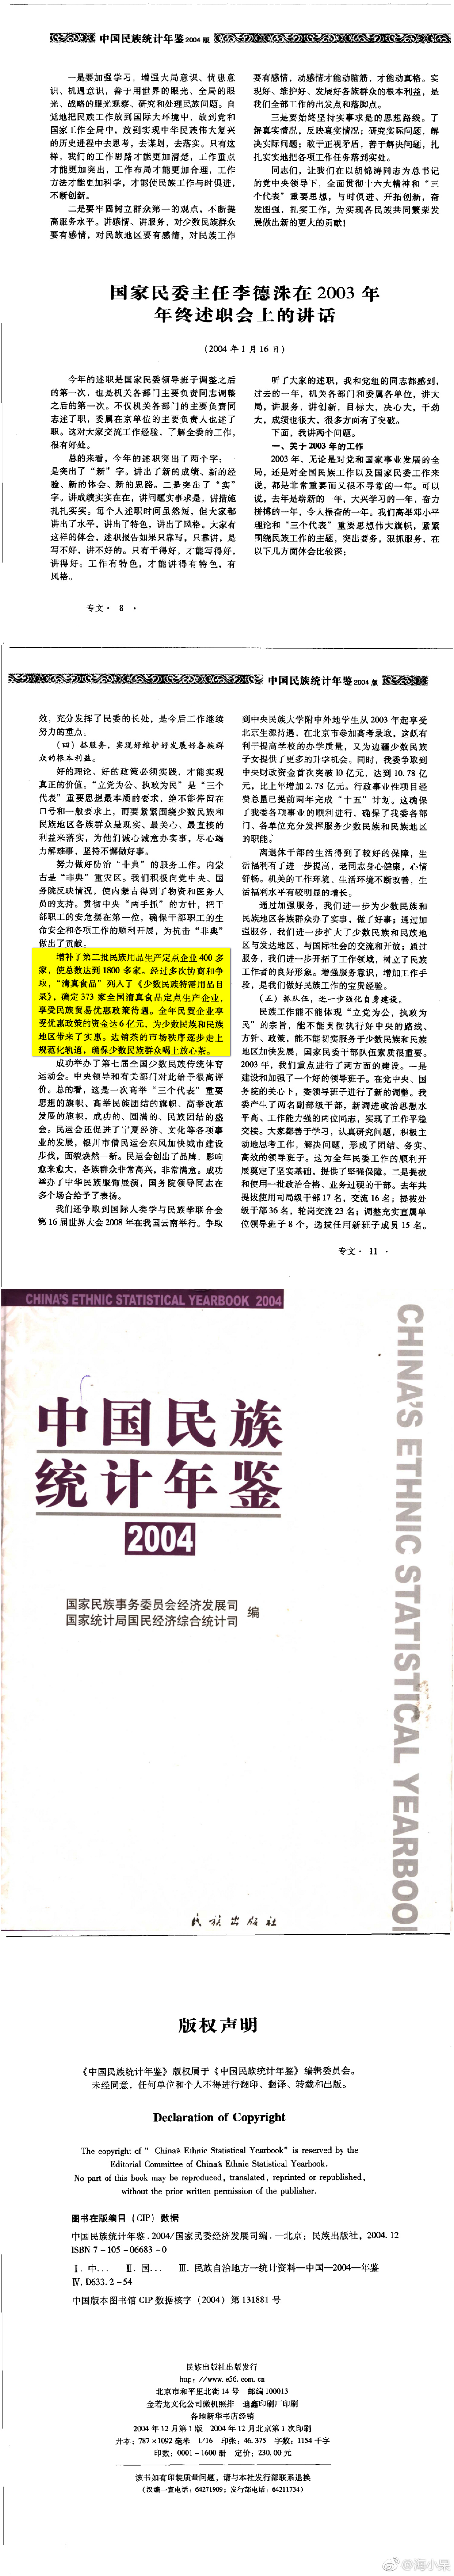 中国民族统计年鉴2004版
一是要加强学习，增强大局意识、忧患意
识、机遇意识，善于用世界的眼光、全局的眼
光、战略的眼光观察、研究和处理民族问题。自
觉地把民族工作放到国际大环境中，放到党和
国家工作全局中，放到实现中华民族伟大复兴
的历史进程中去思考，去谋划，去落实。只有这
样，我们的工作思路才能更加清楚，工作重点
才能更加突出，工作布局才能更加合理，工作
方法才能更加科学，才能使民族工作与时俱进，
不断创新。
二是要牢固树立群众第一的观点，不断提
高服务水平。讲感情、讲服务，对少数民族群众
要有感情，对民族地区要有感情，对民族工作
要有感情，动感情才能动脑筋，才能动真格。实
现好、维护好、发展好各族群众的根本利益，是
我们全部工作的出发点和落脚点。
三是要始终坚持实事求是的思想路线。了
解真实情况，反映真实情况；研究实际问题，解
决实际问题；敢于正视矛盾，善于解决问题，扎
扎实实地把各项工作任务落到实处。
同志们，让我们在以胡锦涛同志为总书记
的党中央领导下，全面贯彻十六大精神和“三
个代表”重要思想，与时俱进、开拓创新，奋
发图强，扎实工作，为实现各民族共同繁荣发
展做出新的更大的贡献！
国家民委主任李德洙在 2003 年
年终述职会上的讲话
（2004 年 1 月 16 日）
今年的述职是国家民委领导班子调整之后
的第一次，也是机关各部门主要负责同志调整
之后的第一次。不仅机关各部门的主要负责同
志述了职，委属在京单位的主要负责人也述了
职。这对大家交流工作经验，了解全委的工作，
很有好处。
总的来看，今年的述职突出了两个字：一
是突出了“新”字。讲出了新的成绩、新的经
验、新的体会、新的思路。二是突出了“实”
字。讲成绩实实在在，讲问题实事求是，讲措施
扎扎实实。每个人述职时间虽然短，但大家都
讲出了水平，讲出了特色，讲出了风格。大家有
这样的体会，述职报告如果只靠写，只靠讲，是
写不好，讲不好的。只有干得好，才能写得好，
讲得好。工作有特色，才能讲得有特色，有
风格。
听了大家的述职，我和党组的同志都感到，
过去的一年，机关各部门和委属各单位，讲大
局，讲服务，讲创新，目标大，决心大，干劲
大，成绩也很大，很多方面有了突破。
下面，我讲两个问题。
一、关于 2003 年的工作
2003 年，无论是对党和国家事业发展的全
局，还是对全国民族工作以及国家民委工作来
说，都是非常重要而又很不寻常的一年。可以
说，去年是崭新的一年，大兴学习的一年，奋力
拼搏的一年，令人振奋的一年。我们高举邓小平
理论和“三个代表”重要思想伟大旗帜，紧紧
围绕民族工作的主题，突出要务，狠抓服务，在
以下几方面体会比较深：
专文· 8 ·
中国民族统计年鉴2004版
效，充分发挥了民委的长处，是今后工作继续
努力的重点。
（四）抓服务，实现好维护好发展好各族群
众的根本利益。
好的理论、好的政策必须实践，才能实现
真正的价值。“立党为公、执政为民”是“三个
代表”重要思想最本质的要求，绝不能停留在
口号和一般要求上，而要紧紧围绕少数民族和
民族地区各族群众最现实、最关心、最直接的
利益来落实，为他们诚心诚意办实事，尽心竭
力解难事，坚持不懈做好事。
努力做好防治“非典”的服务工作。内蒙
古是“非典”重灾区。我们积极向党中央、国
务院反映情况，使内蒙古得到了物资和医务人
员的支持。贯彻中央“两手抓”的方针，把干
部职工的安危摆在第一位，确保干部职工的生
命安全和各项工作的顺利开展，为抗击“非典”
做出了贡献。
增补了第二批民族用品生产定点企业 400 多
家，使总数达到 1800 多家。经过多次协商和争
取，“清真食品”列入了《少数民族特需用品目
录》，确定 373 家全国清真食品定点生产企业，
享受民族贸易优惠政策待遇。全年民贸企业享
受优惠政策的资金达 6 亿元，为少数民族和民族
地区带来了实惠。边销茶的市场秩序逐步走上
规范化轨道，确保少数民族群众喝上放心茶。
成功举办了第七届全国少数民族传统体育
运动会。中央领导和有关部门对此给予很高评
价。总的看，这是一次高举“三个代表”重要
思想的旗帜、高举民族团结的旗帜、高举改革
发展的旗帜，成功的、圆满的、民族团结的盛
会。民运会还促进了宁夏经济、文化等各项事
业的发展，银川市借民运会东风加快城市建设
步伐，面貌焕然一新。民运会创出了品牌，影响
愈来愈大，各族群众非常高兴，非常满意。成功
举办了中华民族服饰展演，国务院领导同志在
多个场合给予了表扬。
我们还争取到国际人类学与民族学联合会
第 16 届世界大会 2008 年在我国云南举行。争取
到中央民族大学附中外地学生从 2003 年起享受
北京生源待遇，在北京市参加高考录取，这既有
利于提高学校的办学质量，又为边疆少数民族
子女提供了更多的升学机会。同时，我委争取到
中央财政资金首次突破 10 亿元，达到 10.78 亿
元，比上年增加 2.78 亿元。行政事业性项目经
费总量已提前两年完成“十五”计划。这确保
了我委各项事业的顺利进行，确保了我委各部
门、各单位充分发挥服务少数民族和民族地区
的职能。
离退休干部的生活得到了较好的保障，生
活福利有了进一步提高，老同志身心健康，心情
舒畅。机关的工作环境、生活环境不断改善，生
活福利水平有较明显的增长。
通过加强服务，我们进一步为少数民族和
民族地区各族群众办了实事，做了好事；通过加
强服务，我们进一步扩大了少数民族、民族地区
与发达地区、与国际社会的交流和开放；通过
服务，我们进一步开拓了工作领域，树立了民族
工作者的良好形象。增强服务意识，增加工作手
段，是我们做好民族工作的宝贵经验。
（五）抓队伍，进一步强化自身建设。
民族工作能不能体现“立党为公，执政为
民”的宗旨，能不能贯彻执行好中央的路线、
方针、政策，能不能切实服务于少数民族和民族
地区加快发展，国家民委干部队伍素质很重要。
2003 年，我们重点进行了两方面的建设。一是
建设和加强了一个好的领导班子。在党中央、国
务院的关心下，委领导班子进行了新的调整。我
委产生了两名副部级干部，新调进政治思想水
平高、工作能力强的两位同志，实现了工作平稳
交接。大家都善于学习，认真研究问题，积极主
动地思考工作，解决问题，形成了团结、务实、
高效的领导班子。这为全年民委工作的顺利开
展奠定了坚实基础，提供了坚强保障。二是提拔
和使用一批政治合格、业务过硬的干部。去年共
提拔使用司局级干部 17 名，交流 16 名；提拔处
级干部 36 名，轮岗交流 23 名；调整充实直属单
位领导班子 8 个，选拔任用新班子成员 15 名。
专文· 11 ·
CHINA'S ETHNIC STATISTICAL YEARBOOK 2004
中国民族
统计年鉴
2004
国家民族事务委员会经济发展司
国家统计局国民经济综合统计司 编
CHINA'S ETHNIC STATISTICAL YEARBOOK
民族出版社
版权声明
《中国民族统计年鉴》版权属于《中国民族统计年鉴》编辑委员会。
未经同意，任何单位和个人不得进行翻印、翻译、转载和出版。
Declaration of Copyright
The copyright of “ China's Ethnic Statistical Yearbook” is reserved by the
Editorial Committee of China's Ethnic Statistical Yearbook.
No part of this book may be reproduced, translated, reprinted or republished,
without the prior written permission of the publisher.
图书在版编目（CIP）数据
中国民族统计年鉴.2004/国家民委经济发展司编.—北京：民族出版社，2004.12
ISBN 7－105－06683－0
Ⅰ.中… Ⅱ.国… Ⅲ.民族自治地方—统计资料—中国—2004—年鉴
Ⅳ.D633.2－54
中国版本图书馆 CIP 数据核字（2004）第 131881 号
民族出版社出版发行
http：//www.e56.com.cn
北京市和平里北街 14 号 邮编 100013
金若龙文化公司微机照排 迪鑫印刷厂印刷
各地新华书店经销
2004 年 12 月第 1 版 2004 年 12 月北京第 1 次印刷
开本：787×1092 毫米 1/16 印张：46.375 字数：1154 千字
印数：0001－1600 册 定价：230.00 元
该书如有印装质量问题，请与本社发行部联系退换
（汉编一室电话：64271909；发行部电话：64211734）
@海小果